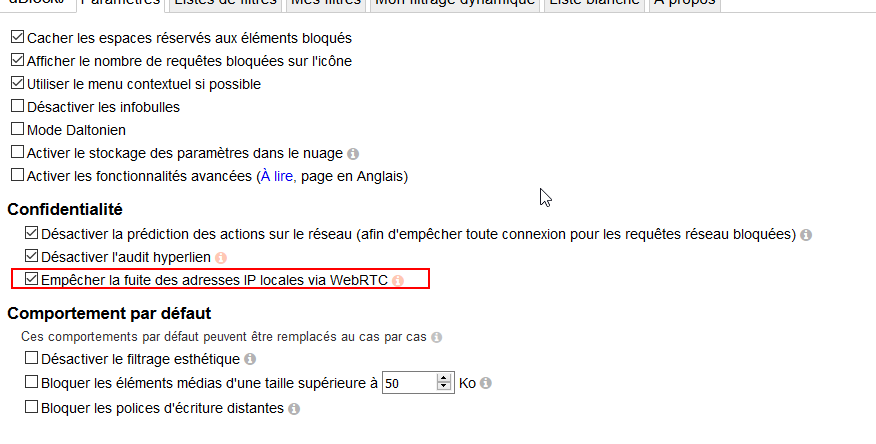 uBlock₀ Paramètres Listes de filtres Mes filtres Mon filtrage dynamique Liste blanche À propos
Cacher les espaces réservés aux éléments bloqués
Afficher le nombre de requêtes bloquées sur l'icône
Utiliser le menu contextuel si possible
Désactiver les infobulles
Mode Daltonien
Activer le stockage des paramètres dans le nuage
Activer les fonctionnalités avancées (À lire, page en Anglais)
Confidentialité
Désactiver la prédiction des actions sur le réseau (afin d'empêcher toute connexion pour les requêtes réseau bloquées)
Désactiver l'audit hyperlien
Empêcher la fuite des adresses IP locales via WebRTC
Comportement par défaut
Ces comportements par défaut peuvent être remplacés au cas par cas
Désactiver le filtrage esthétique
Bloquer les éléments médias d'une taille supérieure à 50 Ko
Bloquer les polices d'écriture distantes